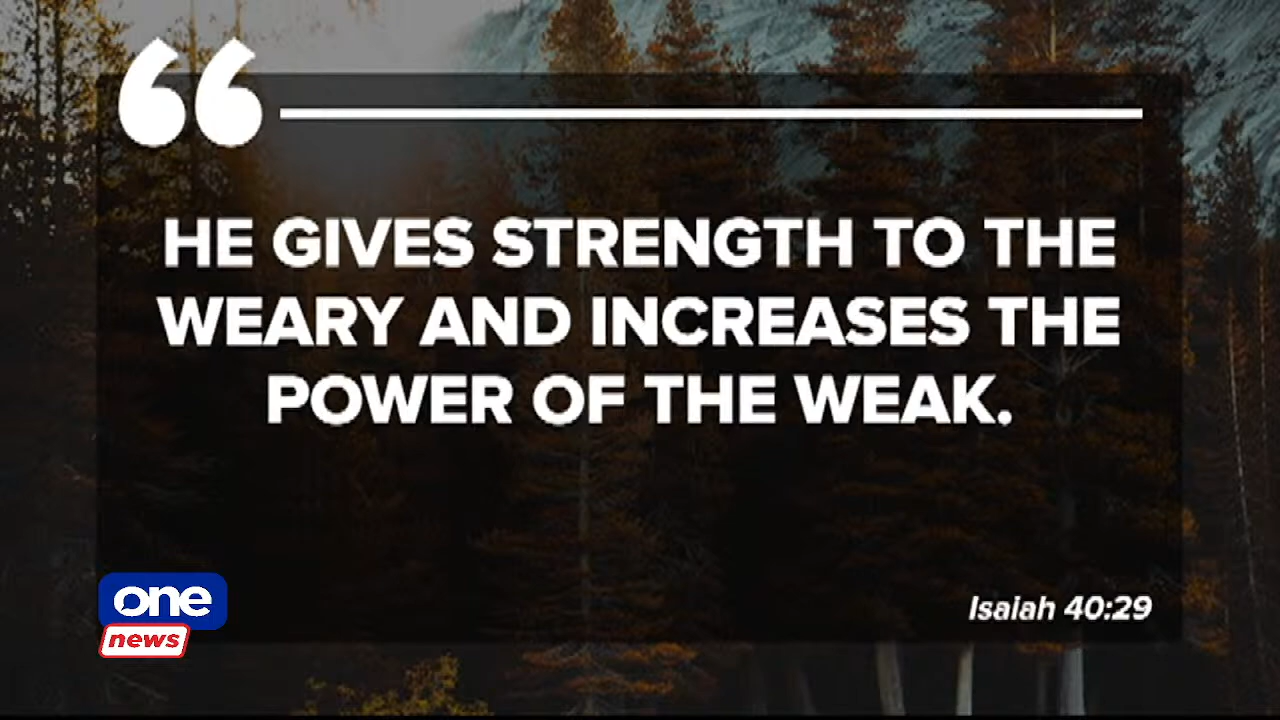 “
HE GIVES STRENGTH TO THE
WEARY AND INCREASES THE
POWER OF THE WEAK.
Isaiah 40:29
one
news